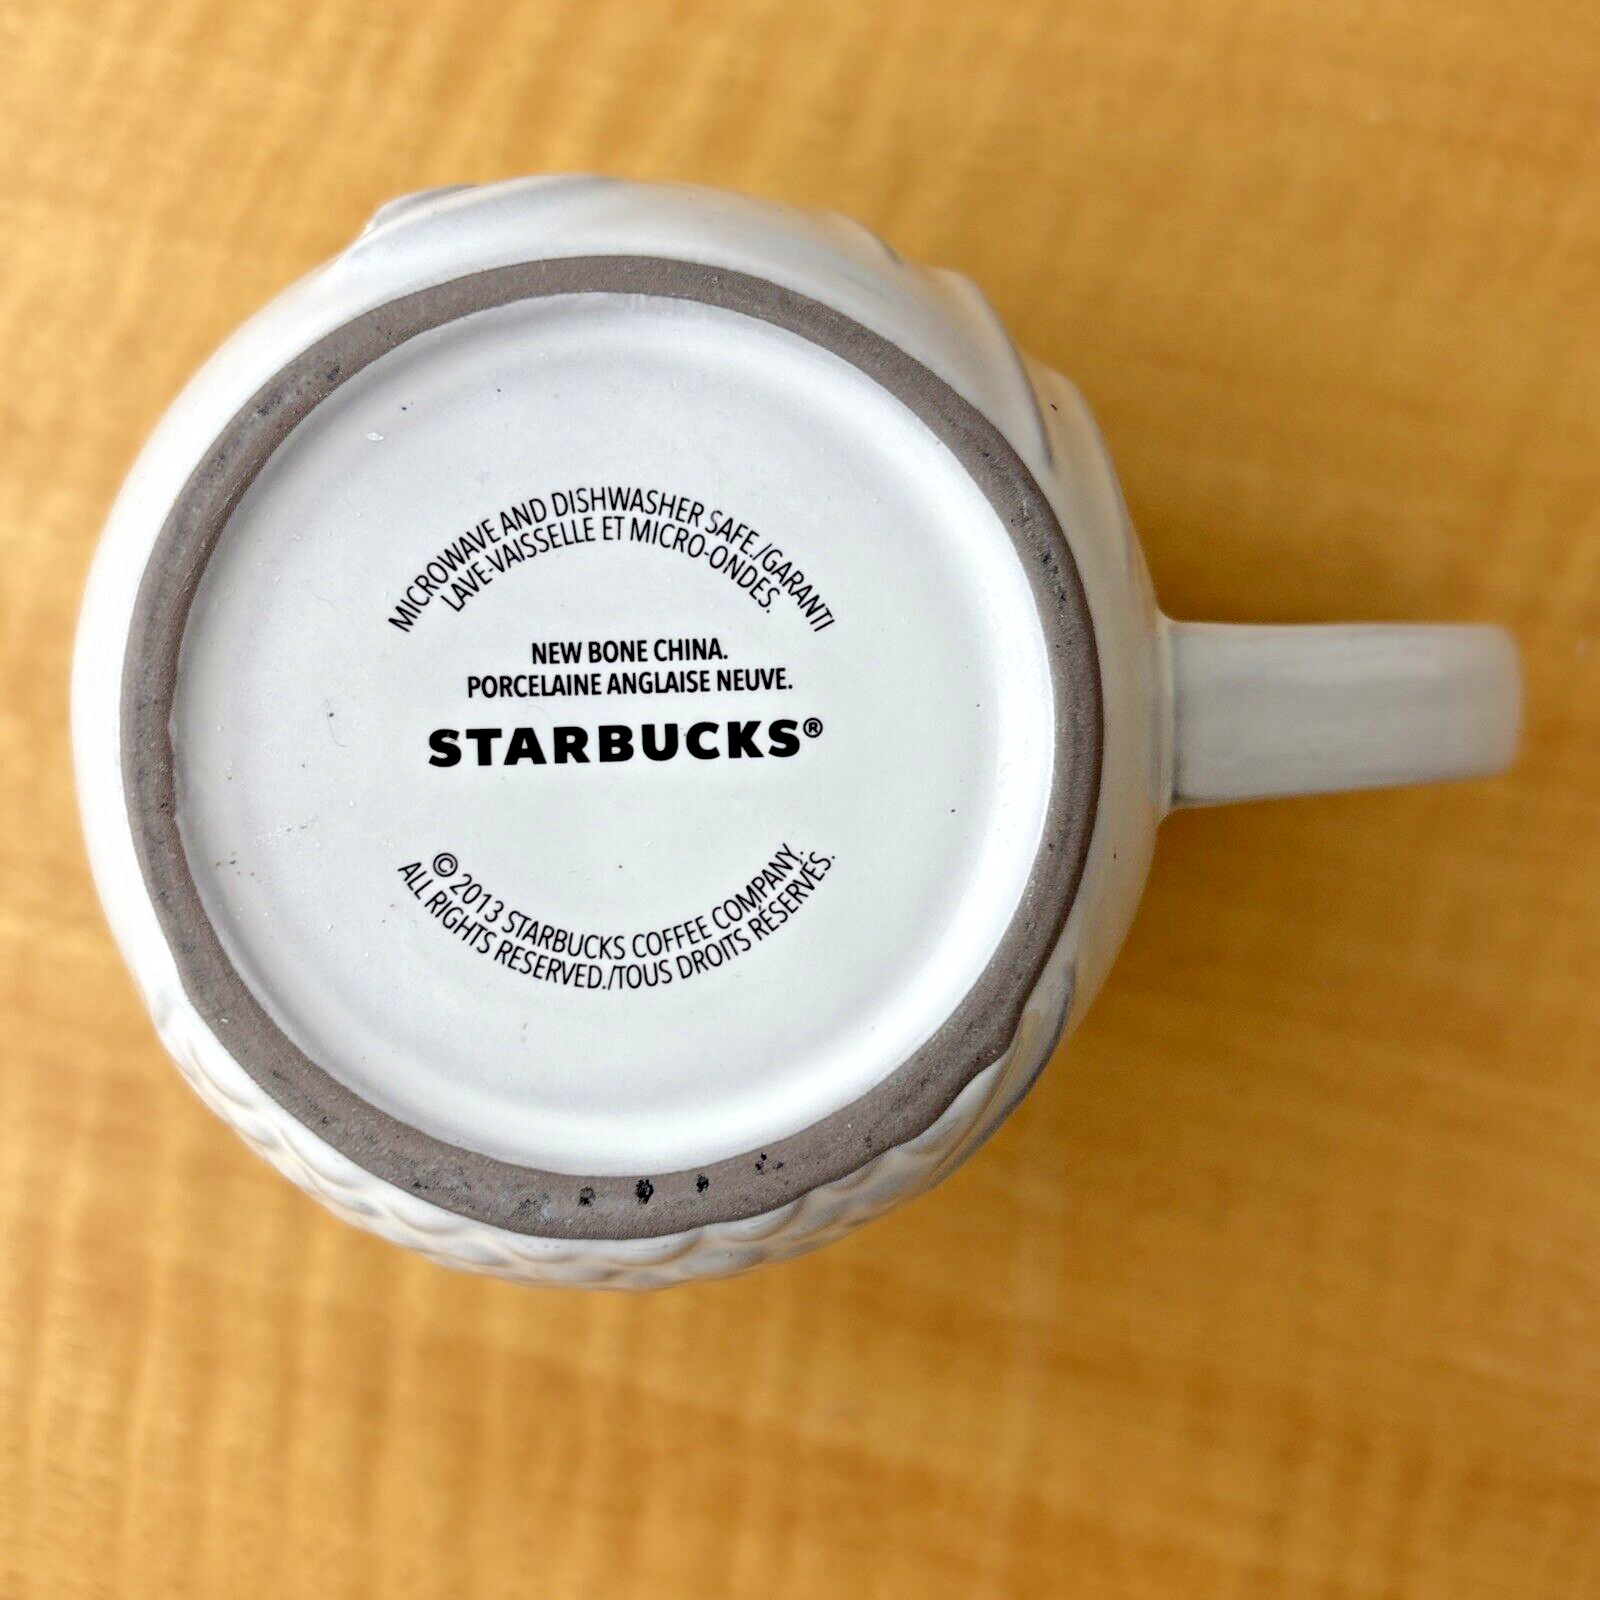 MICROWAVE AND DISHWASHER SAFE./GARANTI
LAVE-VAISSELLE ET MICRO-ONDES.
NEW BONE CHINA.
PORCELAINE ANGLAISE NEUVE.
STARBUCKS®
© 2013 STARBUCKS COFFEE COMPANY.
ALL RIGHTS RESERVED./TOUS DROITS RÉSERVÉS.